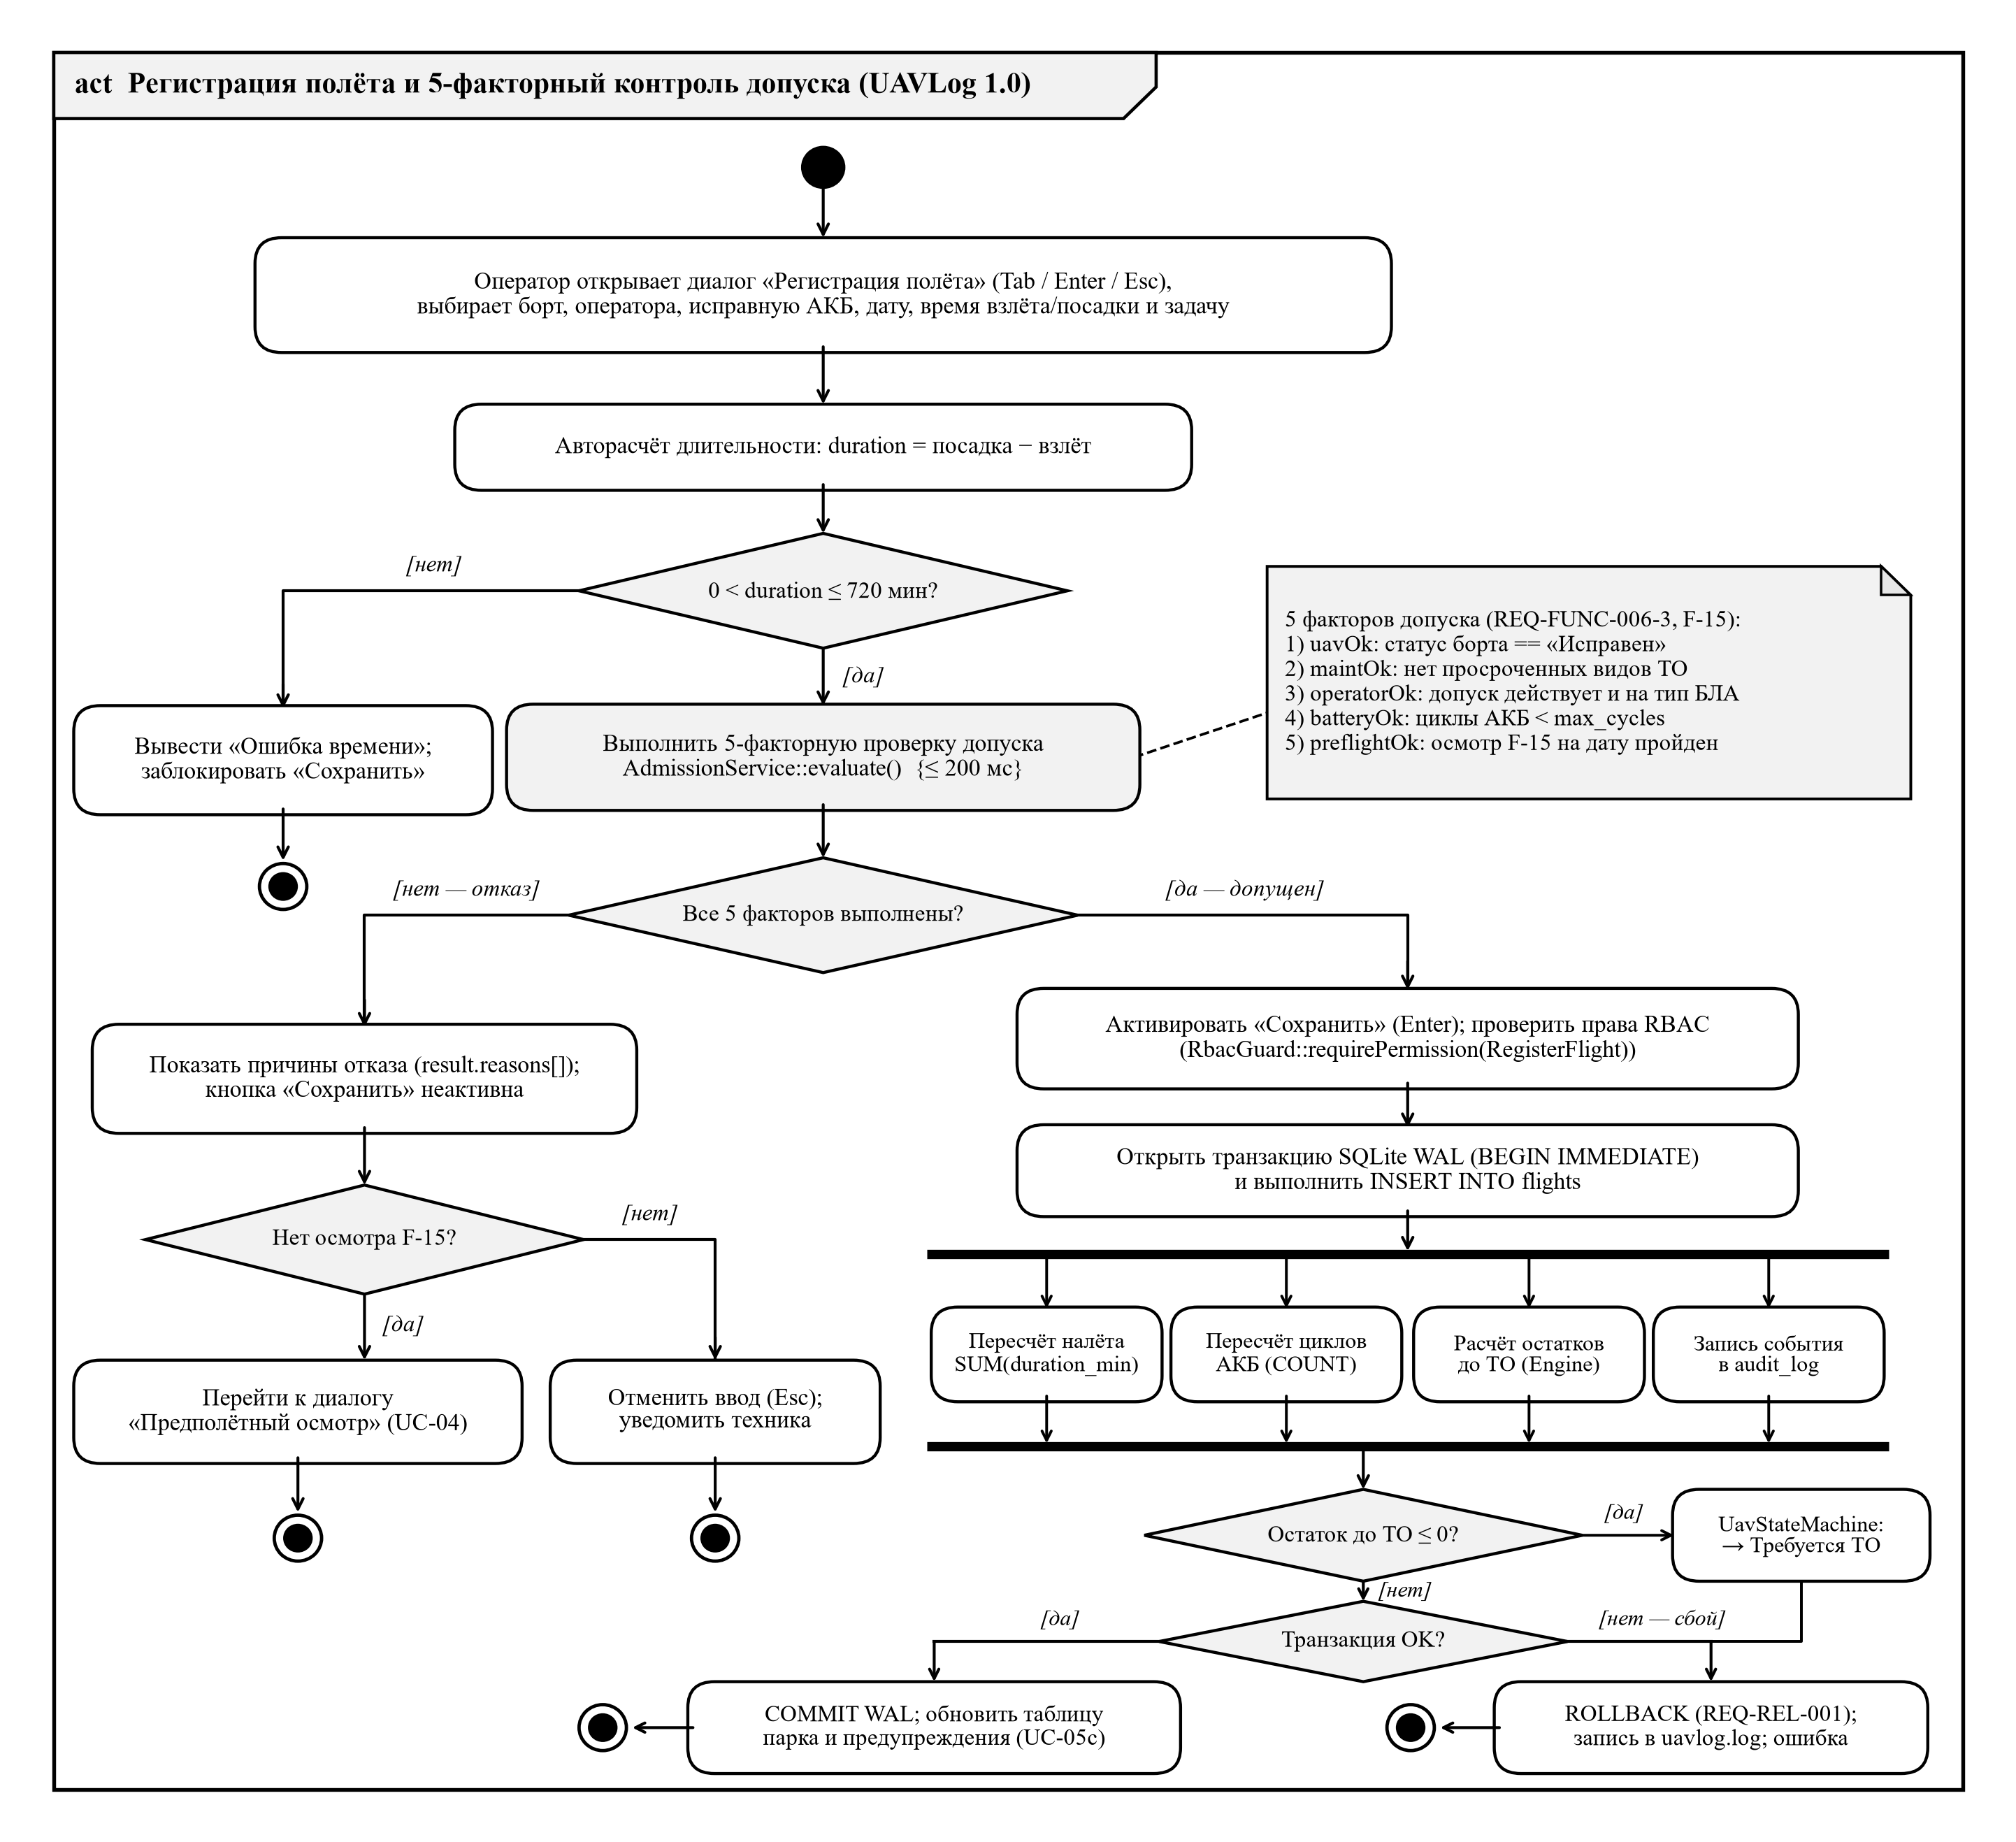 act Регистрация полёта и 5-факторный контроль допуска (UAVLog 1.0)
Оператор открывает диалог «Регистрация полёта» (Tab / Enter / Esc),
выбирает борт, оператора, исправную АКБ, дату, время взлёта/посадки и задачу
Авторасчёт длительности: duration = посадка − взлёт
[нет]
0 < duration ≤ 720 мин?
[да]
5 факторов допуска (REQ-FUNC-006-3, F-15):
1) uavOk: статус борта == «Исправен»
2) maintOk: нет просроченных видов ТО
3) operatorOk: допуск действует и на тип БЛА
4) batteryOk: циклы АКБ < max_cycles
5) preflightOk: осмотр F-15 на дату пройден
Вывести «Ошибка времени»;
заблокировать «Сохранить»
Выполнить 5-факторную проверку допуска
AdmissionService::evaluate() {≤ 200 мс}
[нет — отказ]
Все 5 факторов выполнены?
[да — допущен]
Показать причины отказа (result.reasons[]);
кнопка «Сохранить» неактивна
Активировать «Сохранить» (Enter); проверить права RBAC
(RbacGuard::requirePermission(RegisterFlight))
Открыть транзакцию SQLite WAL (BEGIN IMMEDIATE)
и выполнить INSERT INTO flights
Нет осмотра F-15?
[нет]
[да]
Перейти к диалогу
«Предполётный осмотр» (UC-04)
Отменить ввод (Esc);
уведомить техника
Пересчёт налёта
SUM(duration_min)
Пересчёт циклов
АКБ (COUNT)
Расчёт остатков
до ТО (Engine)
Запись события
в audit_log
Остаток до ТО ≤ 0?
[да]
UavStateMachine:
→ Требуется ТО
[нет]
[да]
Транзакция OK?
[нет — сбой]
COMMIT WAL; обновить таблицу
парка и предупреждения (UC-05c)
ROLLBACK (REQ-REL-001);
запись в uavlog.log; ошибка